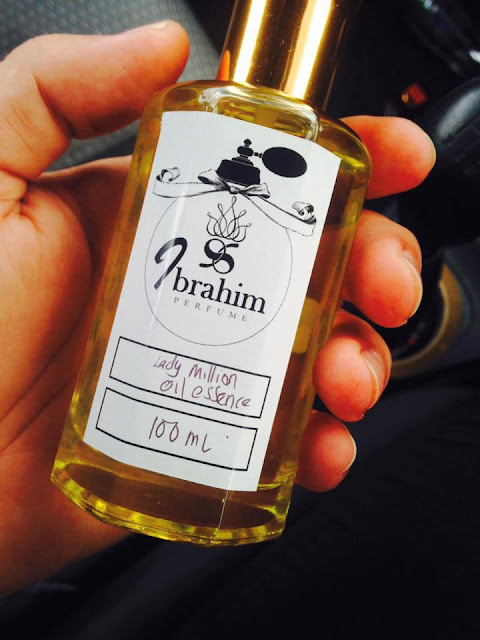 Ibrahim
PERFUME
Lady Million
oil essence
100 mL